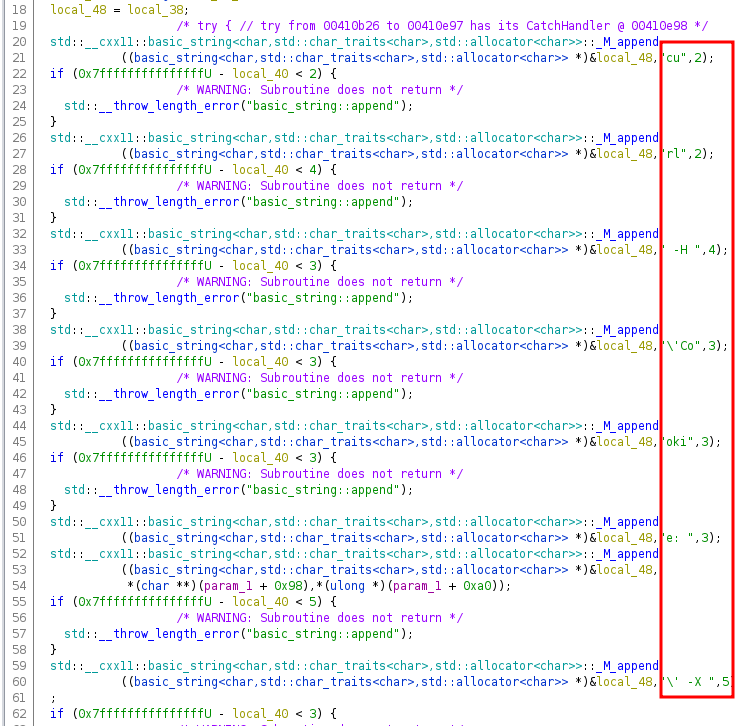 18 local_48 = local_38;
19 /* try { // try from 00410b26 to 00410e97 has its CatchHandler @ 00410e98 */
20 std::__cxx11::basic_string<char,std::char_traits<char>,std::allocator<char>>::_M_append
21 ((basic_string<char,std::char_traits<char>,std::allocator<char>> *)&local_48,"cu",2);
22 if (0x7fffffffffffffffU - local_40 < 2) {
23 /* WARNING: Subroutine does not return */
24 std::__throw_length_error("basic_string::append");
25 }
26 std::__cxx11::basic_string<char,std::char_traits<char>,std::allocator<char>>::_M_append
27 ((basic_string<char,std::char_traits<char>,std::allocator<char>> *)&local_48,"rl",2);
28 if (0x7fffffffffffffffU - local_40 < 4) {
29 /* WARNING: Subroutine does not return */
30 std::__throw_length_error("basic_string::append");
31 }
32 std::__cxx11::basic_string<char,std::char_traits<char>,std::allocator<char>>::_M_append
33 ((basic_string<char,std::char_traits<char>,std::allocator<char>> *)&local_48," -H ",4);
34 if (0x7fffffffffffffffU - local_40 < 3) {
35 /* WARNING: Subroutine does not return */
36 std::__throw_length_error("basic_string::append");
37 }
38 std::__cxx11::basic_string<char,std::char_traits<char>,std::allocator<char>>::_M_append
39 ((basic_string<char,std::char_traits<char>,std::allocator<char>> *)&local_48,"\'Co",3);
40 if (0x7fffffffffffffffU - local_40 < 3) {
41 /* WARNING: Subroutine does not return */
42 std::__throw_length_error("basic_string::append");
43 }
44 std::__cxx11::basic_string<char,std::char_traits<char>,std::allocator<char>>::_M_append
45 ((basic_string<char,std::char_traits<char>,std::allocator<char>> *)&local_48,"oki",3);
46 if (0x7fffffffffffffffU - local_40 < 3) {
47 /* WARNING: Subroutine does not return */
48 std::__throw_length_error("basic_string::append");
49 }
50 std::__cxx11::basic_string<char,std::char_traits<char>,std::allocator<char>>::_M_append
51 ((basic_string<char,std::char_traits<char>,std::allocator<char>> *)&local_48,"e: ",3);
52 std::__cxx11::basic_string<char,std::char_traits<char>,std::allocator<char>>::_M_append
53 ((basic_string<char,std::char_traits<char>,std::allocator<char>> *)&local_48,
54 *(char **)(param_1 + 0x98),*(ulong *)(param_1 + 0xa0));
55 if (0x7fffffffffffffffU - local_40 < 5) {
56 /* WARNING: Subroutine does not return */
57 std::__throw_length_error("basic_string::append");
58 }
59 std::__cxx11::basic_string<char,std::char_traits<char>,std::allocator<char>>::_M_append
60 ((basic_string<char,std::char_traits<char>,std::allocator<char>> *)&local_48,"\' -X ",5
61 ;
62 if (0x7fffffffffffffffU - local_40 < 3) {